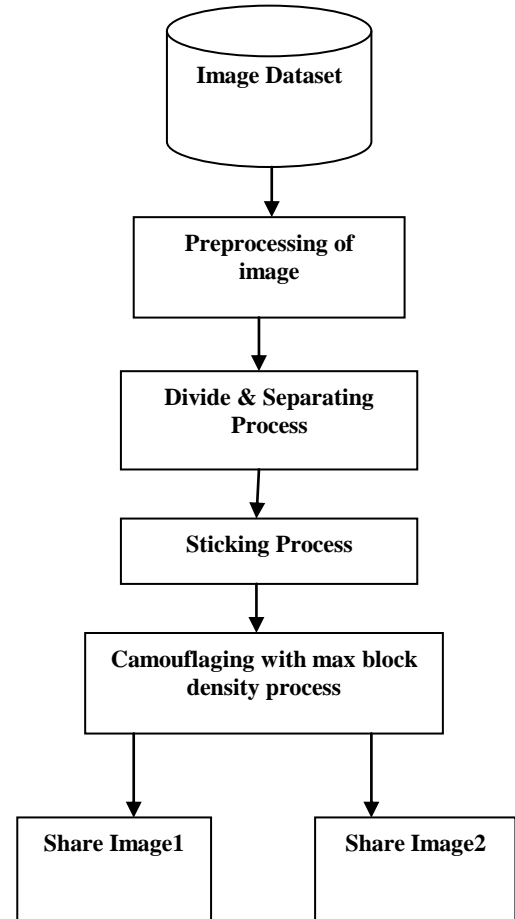 Image Dataset
Preprocessing of
image
Divide & Separating
Process
Sticking Process
Camouflaging with max block
density process
Share Image1
Share Image2